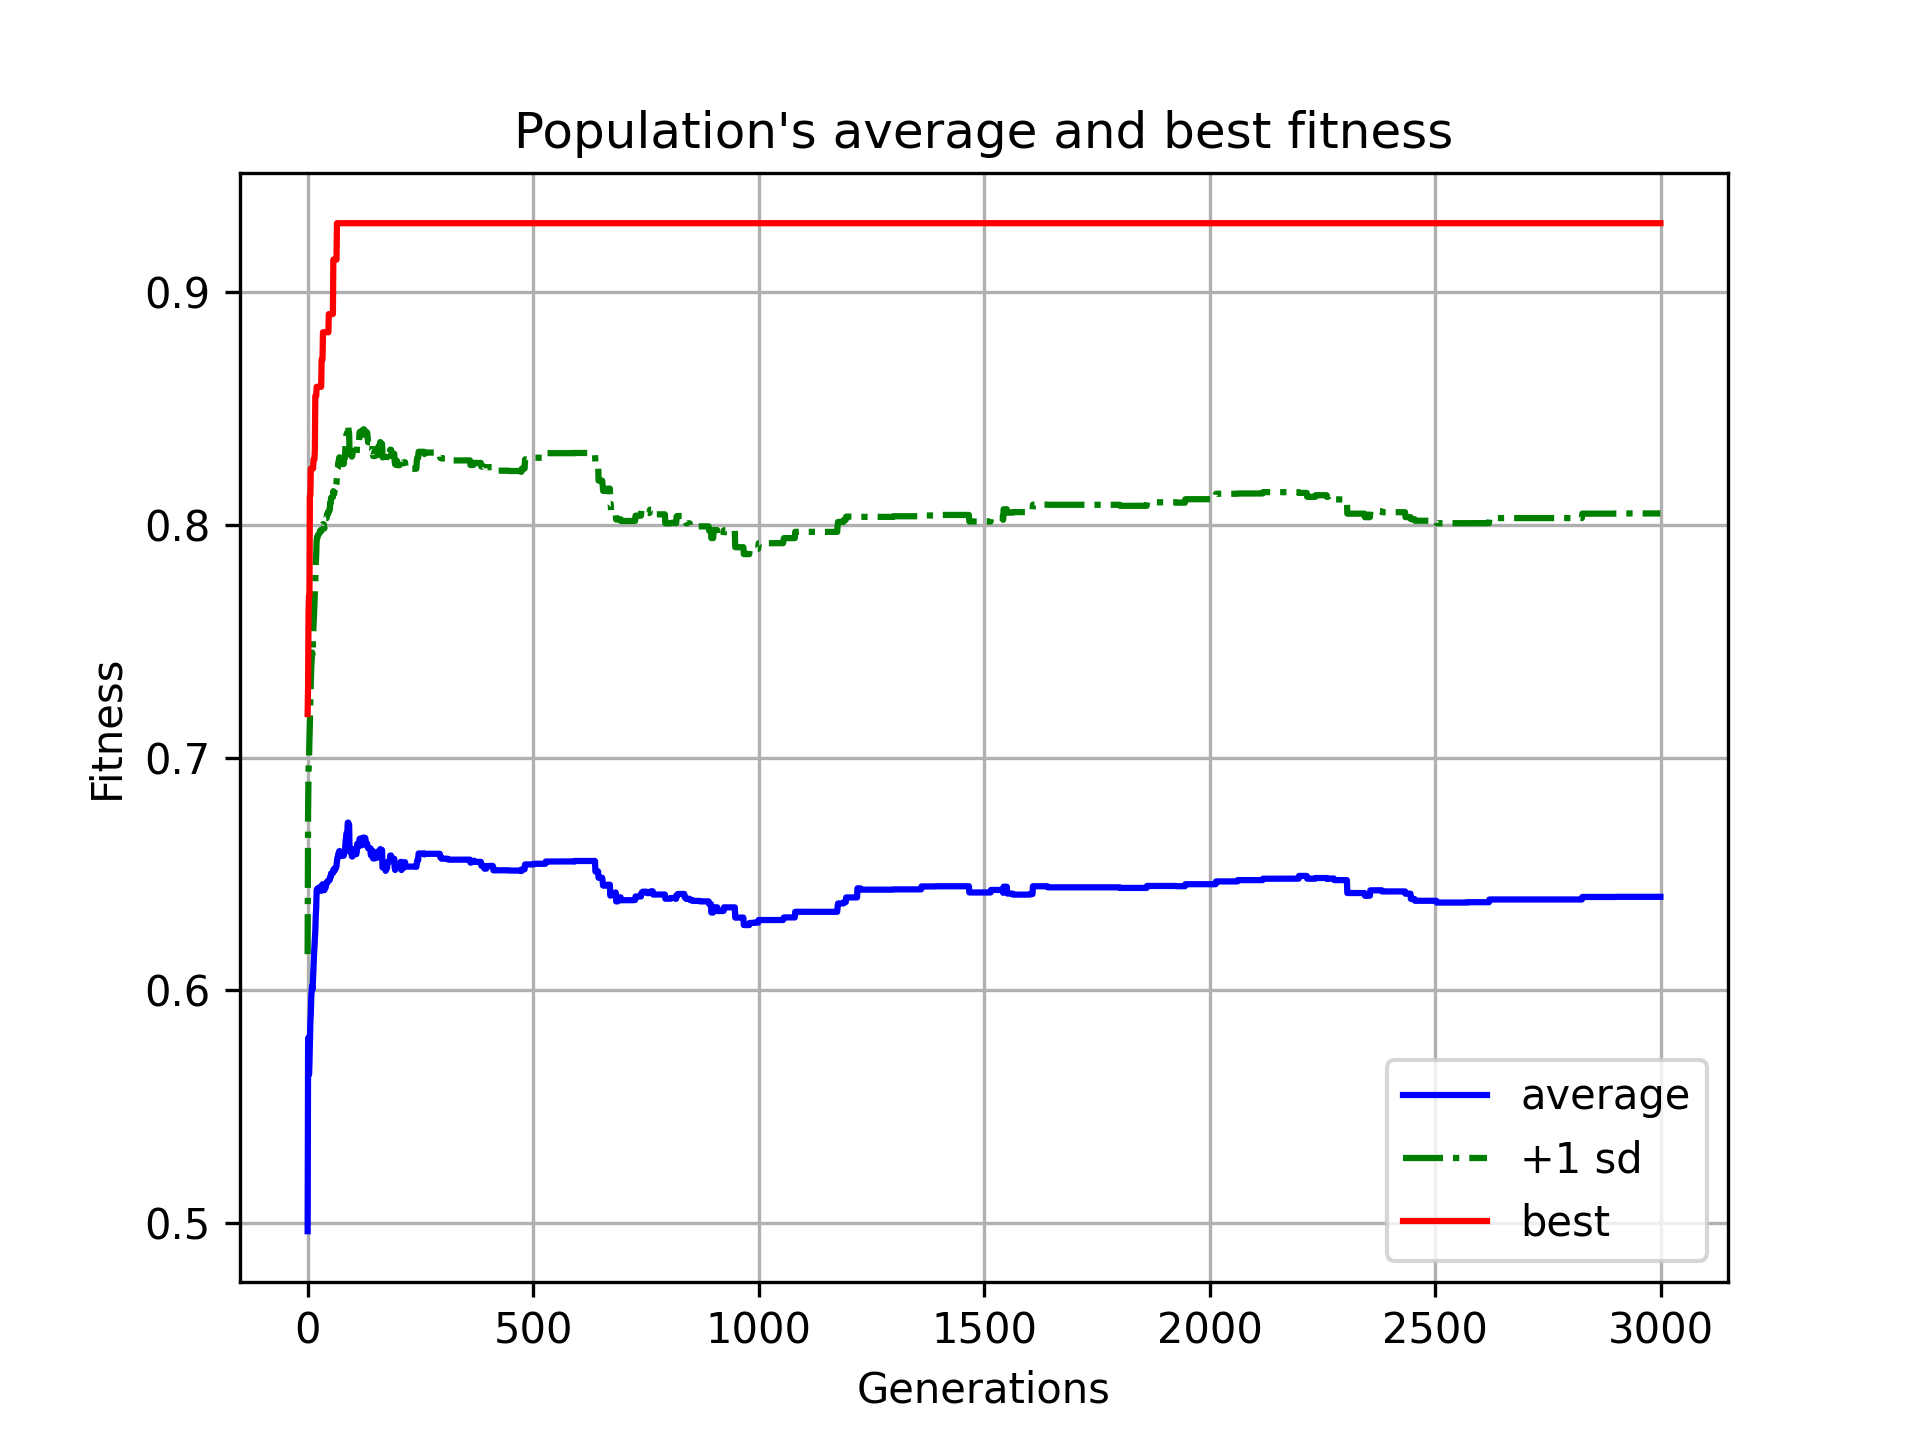 Population's average and best fitness
0.9
0.8
0.7
0.6
0.5
Fitness
0 500 1000 1500 2000 2500 3000
Generations
average
+1 sd
best